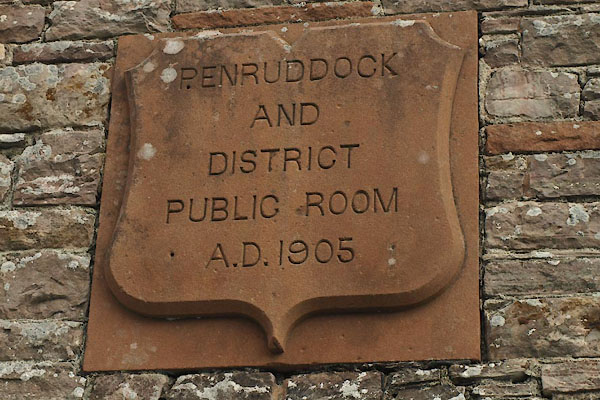 PENRUDDOCK
AND
DISTRICT
PUBLIC ROOM
A.D. 1905